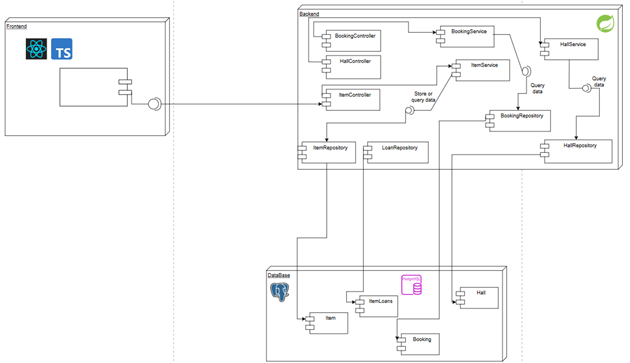 Frontend
TS
Backend
BookingController
BookingService
HallService
HallController
ItemService
ItemController
Store or
query data
Query
data
Query
data
BookingRepository
ItemRepository
LoanRepository
HallRepository
DataBase
PostgreSQL
Hall
ItemLoans
Item
Booking